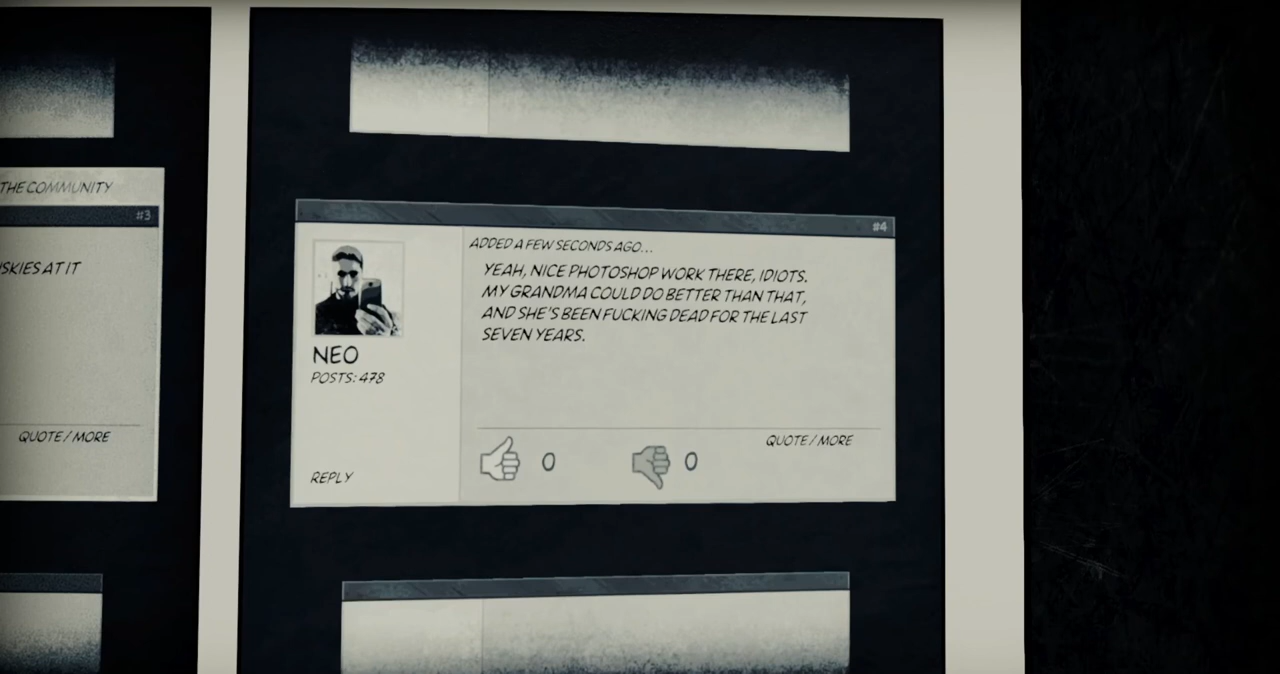 THE COMMUNITY
#3
AT IT
QUOTE / MORE
#4
ADDED A FEW SECONDS AGO...
YEAH, NICE PHOTOSHOP WORK THERE, IDIOTS.
MY GRANDMA COULD DO BETTER THAN THAT,
AND SHE'S BEEN FUCKING DEAD FOR THE LAST
SEVEN YEARS.
NEO
POSTS: 478
QUOTE / MORE
0
0
REPLY